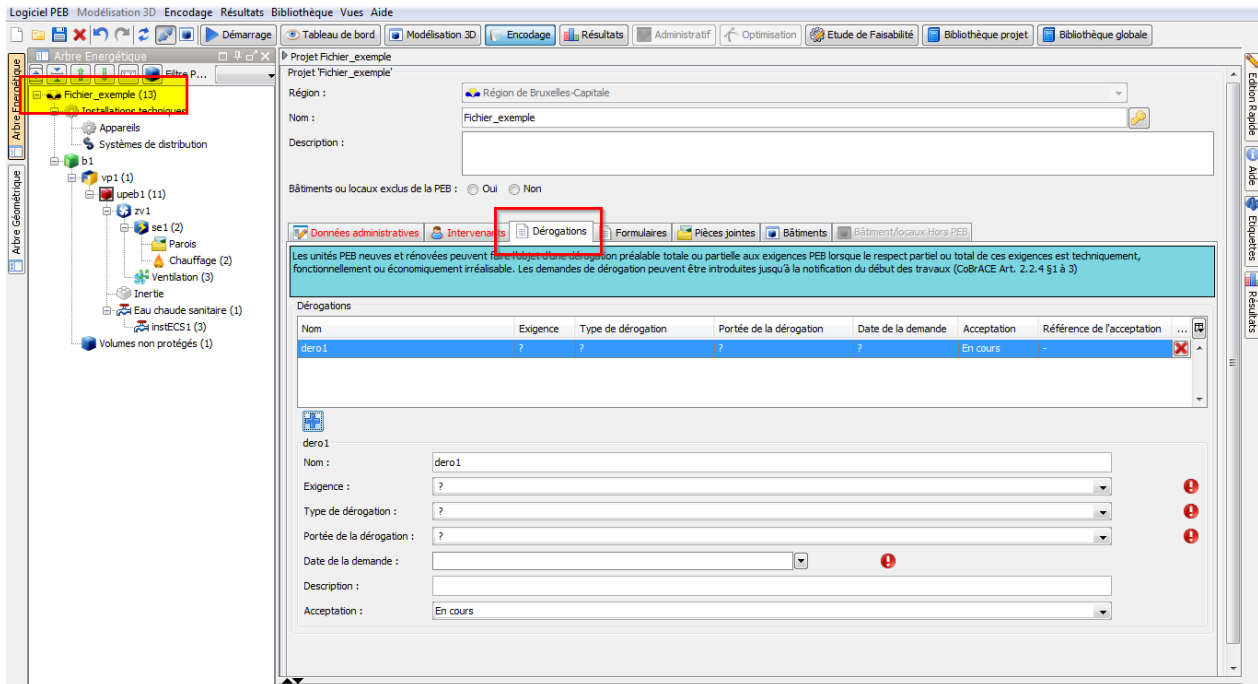 Logiciel PEB Modélisation 3D Encodage Résultats Bibliothèque Vues Aide
Démarrage Tableau de bord Modélisation 3D Encodage Résultats Administratif Optimisation Etude de Faisabilité Bibliothèque projet Bibliothèque globale
Arbre Energétique
Arbre Energétique
Arbre Géométrique
Filtre P...
Fichier_exemple (13)
Installations techniques
Appareils
Systèmes de distribution
b1
vp1 (1)
upeb1 (11)
zv1
se1 (2)
Parois
Chauffage (2)
Ventilation (3)
Inertie
Eau chaude sanitaire (1)
instECS1 (3)
Volumes non protégés (1)
Projet Fichier_exemple
Projet 'Fichier_exemple'
Région : Région de Bruxelles-Capitale
Nom : Fichier_exemple
Description :
Bâtiments ou locaux exclus de la PEB : Oui Non
Données administratives Intervenants Dérogations Formulaires Pièces jointes Bâtiments Bâtiment/locaux Hors PEB
Les unités PEB neuves et rénovées peuvent faire l'objet d'une dérogation préalable totale ou partielle aux exigences PEB lorsque le respect partiel ou total de ces exigences est techniquement,
fonctionnellement ou économiquement irréalisable. Les demandes de dérogation peuvent être introduites jusqu'à la notification du début des travaux (CoBRACE Art. 2.2.4 §1 à 3)
Dérogations
Nom Exigence Type de dérogation Portée de la dérogation Date de la demande Acceptation Référence de l'acceptation ...
dero1 ? ? ? ? En cours -
dero1
Nom : dero1
Exigence : ?
Type de dérogation : ?
Portée de la dérogation : ?
Date de la demande :
Description :
Acceptation : En cours
Edition Rapide
Aide
Etiquettes
Résultats